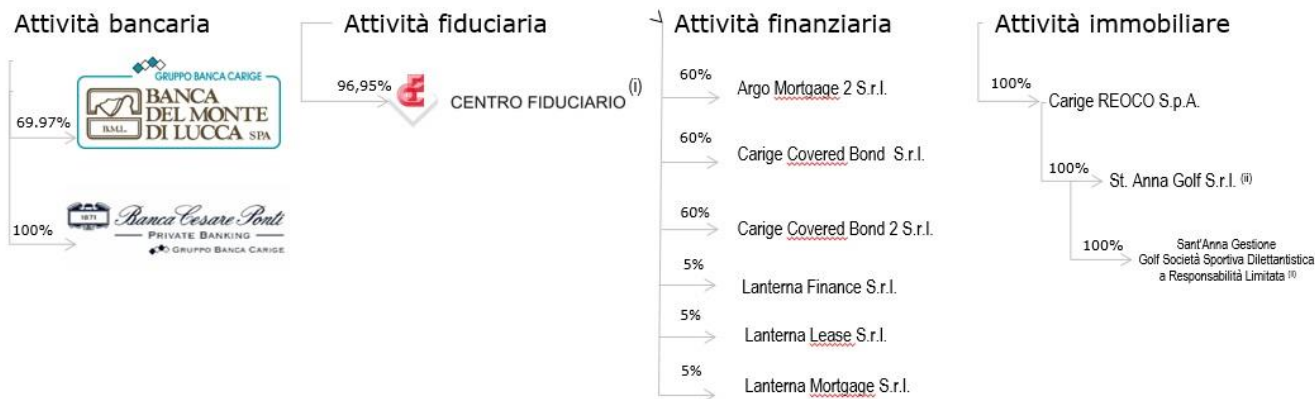 Attività bancaria
69.97%
GRUPPO BANCA CARIGE
B.M.L.
BANCA
DEL MONTE
DI LUCCA SPA
100%
1871
Banca Cesare Ponti
PRIVATE BANKING
GRUPPO BANCA CARIGE
Attività fiduciaria
96,95%
CENTRO FIDUCIARIO (i)
Attività finanziaria
60%
Argo Mortgage 2 S.r.l.
60%
Carige Covered Bond S.r.l.
60%
Carige Covered Bond 2 S.r.l.
5%
Lanterna Finance S.r.l.
5%
Lanterna Lease S.r.l.
5%
Lanterna Mortgage S.r.l.
Attività immobiliare
100%
Carige REOCO S.p.A.
100%
St. Anna Golf S.r.l. (ii)
100%
Sant'Anna Gestione
Golf Società Sportiva Dilettantistica
a Responsabilità Limitata (ii)